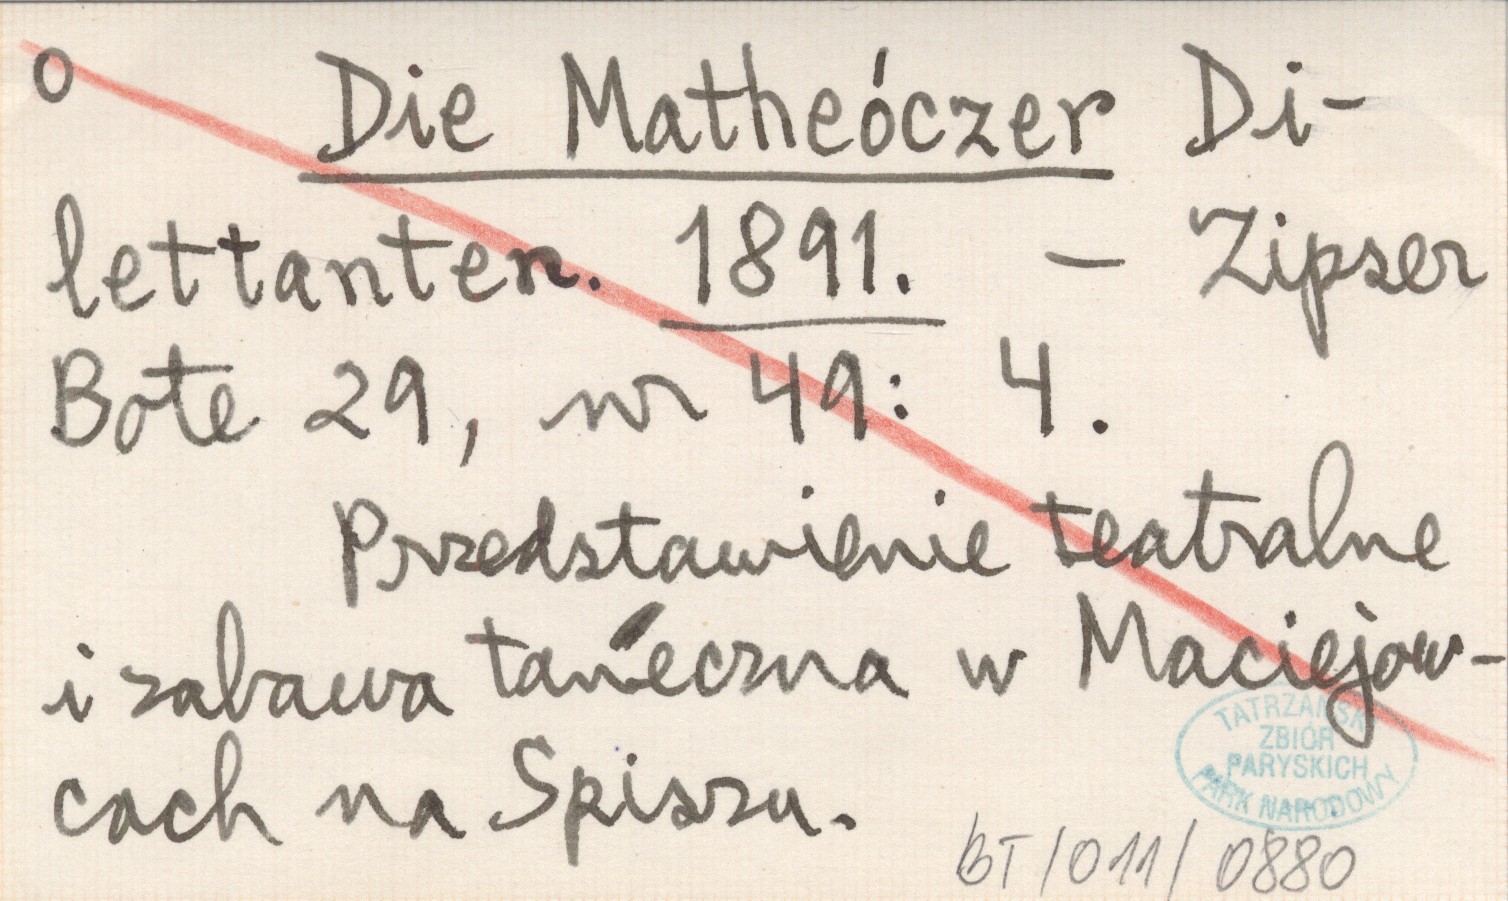 o Die Matheóczer Di-
lettanten. 1891. – Zipser
Bote 29, nr 49: 4.
Przedstawienie teatralne
i zabawa taneczna w Maciejow-
cach na Spiszu.
TATRZAŃSKI
ZBIÓR
PARYSKICH
PARK NARODOWY
BT/011/0880